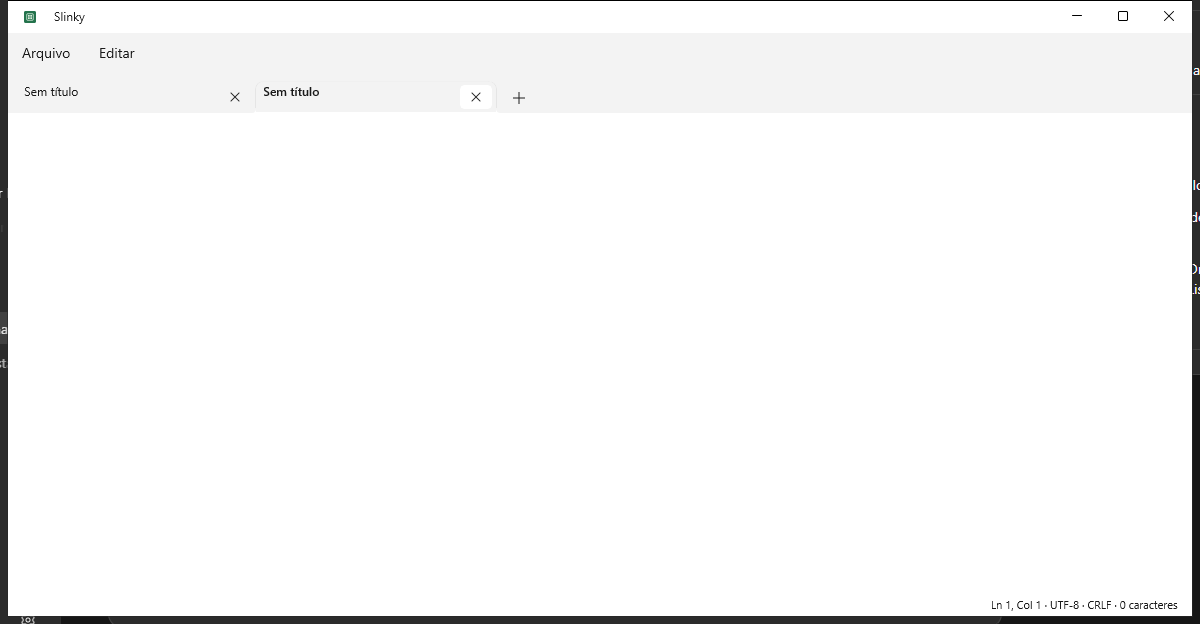 Slinky
Arquivo Editar
Sem título Sem título
Ln 1, Col 1 · UTF-8 · CRLF · 0 caracteres